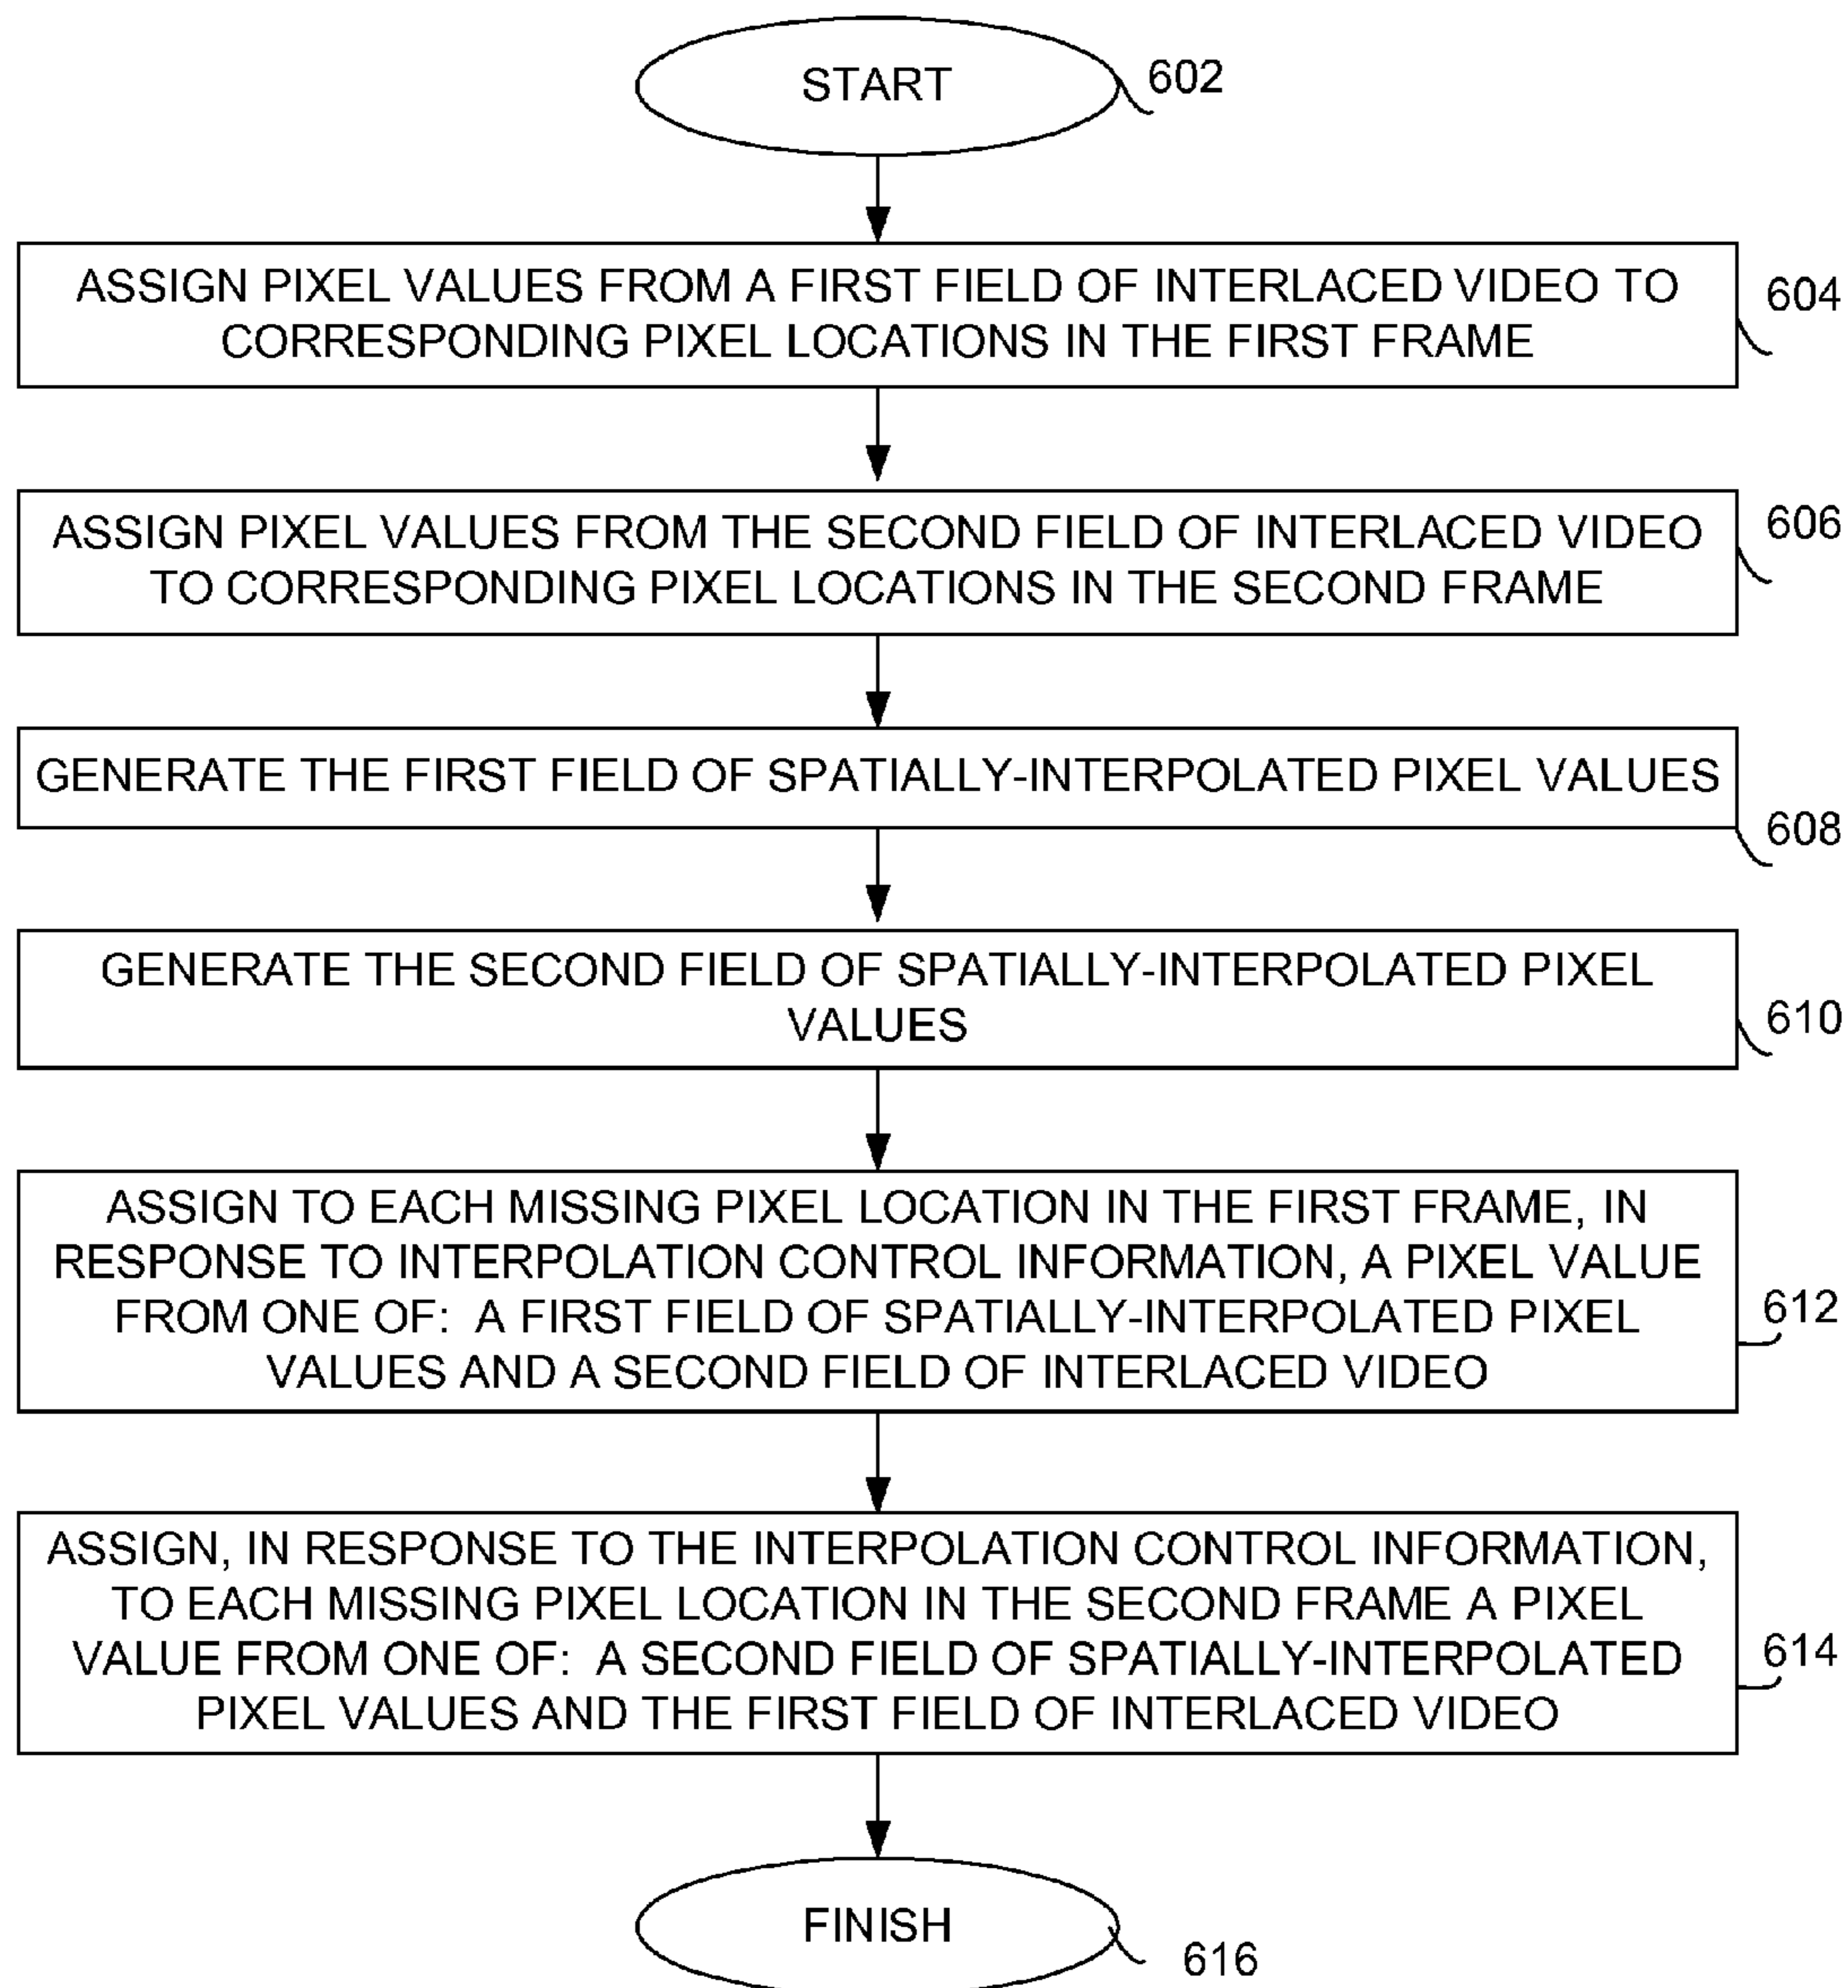 START
602
ASSIGN PIXEL VALUES FROM A FIRST FIELD OF INTERLACED VIDEO TO
CORRESPONDING PIXEL LOCATIONS IN THE FIRST FRAME
604
ASSIGN PIXEL VALUES FROM THE SECOND FIELD OF INTERLACED VIDEO
TO CORRESPONDING PIXEL LOCATIONS IN THE SECOND FRAME
606
GENERATE THE FIRST FIELD OF SPATIALLY-INTERPOLATED PIXEL VALUES
608
GENERATE THE SECOND FIELD OF SPATIALLY-INTERPOLATED PIXEL
VALUES
610
ASSIGN TO EACH MISSING PIXEL LOCATION IN THE FIRST FRAME, IN
RESPONSE TO INTERPOLATION CONTROL INFORMATION, A PIXEL VALUE
FROM ONE OF: A FIRST FIELD OF SPATIALLY-INTERPOLATED PIXEL
VALUES AND A SECOND FIELD OF INTERLACED VIDEO
612
ASSIGN, IN RESPONSE TO THE INTERPOLATION CONTROL INFORMATION,
TO EACH MISSING PIXEL LOCATION IN THE SECOND FRAME A PIXEL
VALUE FROM ONE OF: A SECOND FIELD OF SPATIALLY-INTERPOLATED
PIXEL VALUES AND THE FIRST FIELD OF INTERLACED VIDEO
614
FINISH
616